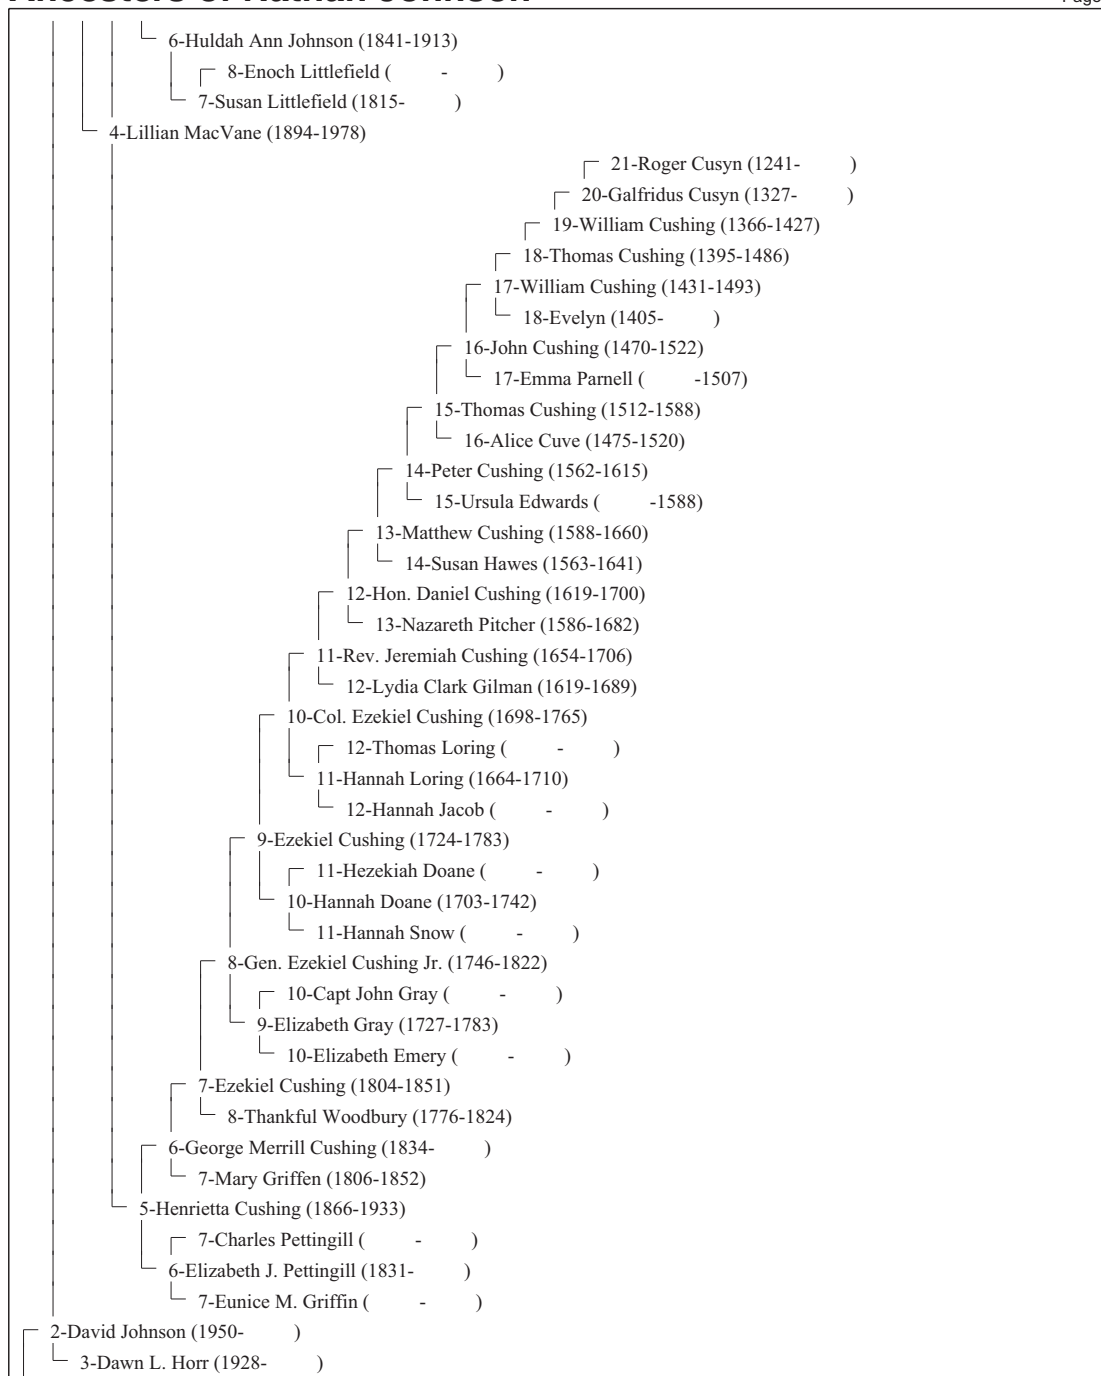 6-Huldah Ann Johnson (1841-1913)
8-Enoch Littlefield ( - )
7-Susan Littlefield (1815- )
4-Lillian MacVane (1894-1978)
21-Roger Cusyn (1241- )
20-Galfridus Cusyn (1327- )
19-William Cushing (1366-1427)
18-Thomas Cushing (1395-1486)
17-William Cushing (1431-1493)
18-Evelyn (1405- )
16-John Cushing (1470-1522)
17-Emma Parnell ( -1507)
15-Thomas Cushing (1512-1588)
16-Alice Cuve (1475-1520)
14-Peter Cushing (1562-1615)
15-Ursula Edwards ( -1588)
13-Matthew Cushing (1588-1660)
14-Susan Hawes (1563-1641)
12-Hon. Daniel Cushing (1619-1700)
13-Nazareth Pitcher (1586-1682)
11-Rev. Jeremiah Cushing (1654-1706)
12-Lydia Clark Gilman (1619-1689)
10-Col. Ezekiel Cushing (1698-1765)
12-Thomas Loring ( - )
11-Hannah Loring (1664-1710)
12-Hannah Jacob ( - )
9-Ezekiel Cushing (1724-1783)
11-Hezekiah Doane ( - )
10-Hannah Doane (1703-1742)
11-Hannah Snow ( - )
8-Gen. Ezekiel Cushing Jr. (1746-1822)
10-Capt John Gray ( - )
9-Elizabeth Gray (1727-1783)
10-Elizabeth Emery ( - )
7-Ezekiel Cushing (1804-1851)
8-Thankful Woodbury (1776-1824)
6-George Merrill Cushing (1834- )
7-Mary Griffen (1806-1852)
5-Henrietta Cushing (1866-1933)
7-Charles Pettingill ( - )
6-Elizabeth J. Pettingill (1831- )
7-Eunice M. Griffin ( - )
2-David Johnson (1950- )
3-Dawn L. Horr (1928- )